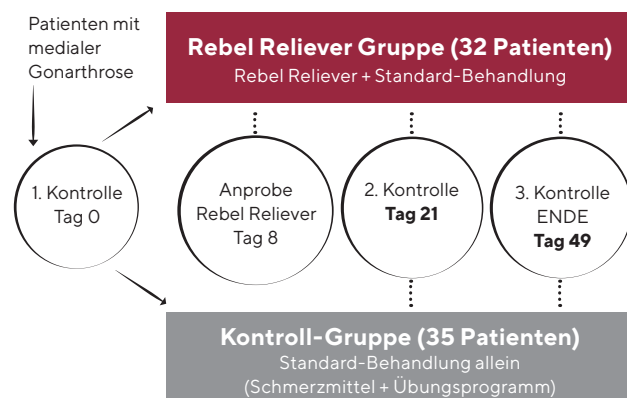 Patienten mit
medialer
Gonarthrose
Rebel Reliever Gruppe (32 Patienten)
Rebel Reliever + Standard-Behandlung
1. Kontrolle
Tag 0
Anprobe
Rebel Reliever
Tag 8
2. Kontrolle
Tag 21
3. Kontrolle
ENDE
Tag 49
Kontroll-Gruppe (35 Patienten)
Standard-Behandlung allein
(Schmerzmittel + Übungsprogramm)